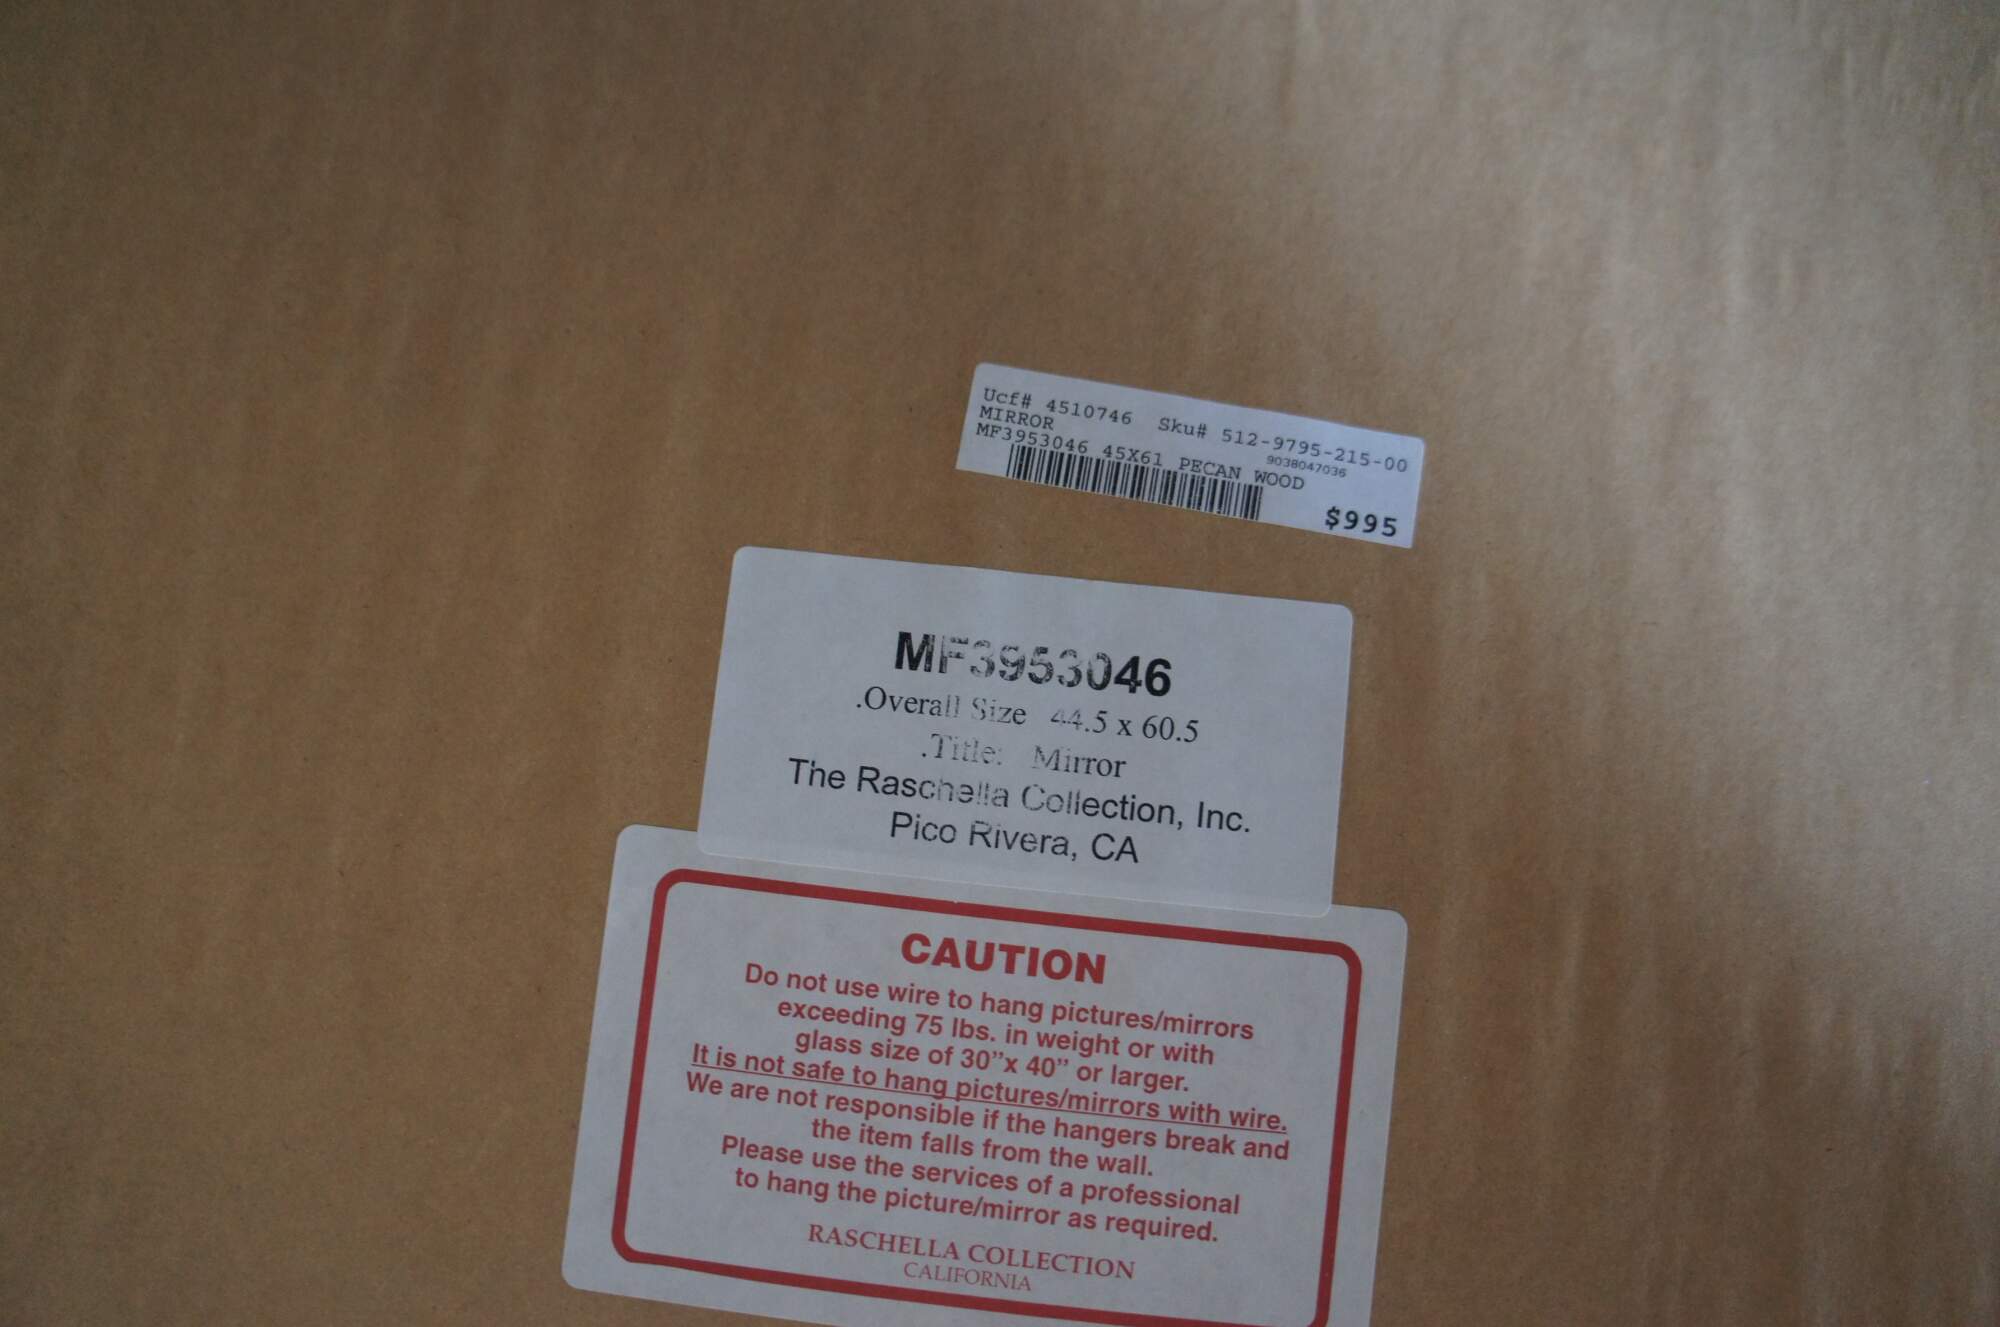 Ucf# 4510746 Sku# 512-9795-215-00
MIRROR 9038047036
MF3953046 45X61 PECAN WOOD
$995
MF3953046
.Overall Size 44.5 x 60.5
.Title: Mirror
The Raschella Collection, Inc.
Pico Rivera, CA
CAUTION
Do not use wire to hang pictures/mirrors
exceeding 75 lbs. in weight or with
glass size of 30”x 40” or larger.
It is not safe to hang pictures/mirrors with wire.
We are not responsible if the hangers break and
the item falls from the wall.
Please use the services of a professional
to hang the picture/mirror as required.
RASCHELLA COLLECTION
CALIFORNIA